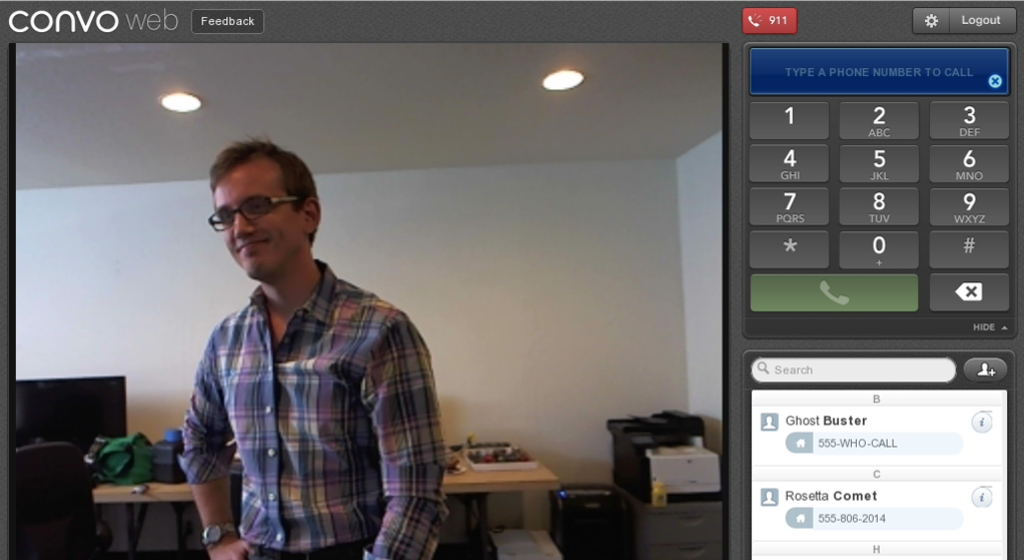 convo web
Feedback
911
Logout
TYPE A PHONE NUMBER TO CALL
1
2
ABC
3
DEF
4
GHI
5
JKL
6
MNO
7
PQRS
8
TUV
9
WXYZ
*
0
+
#
HIDE
Search
B
Ghost Buster
i
555-WHO-CALL
C
Rosetta Comet
i
555-806-2014
H